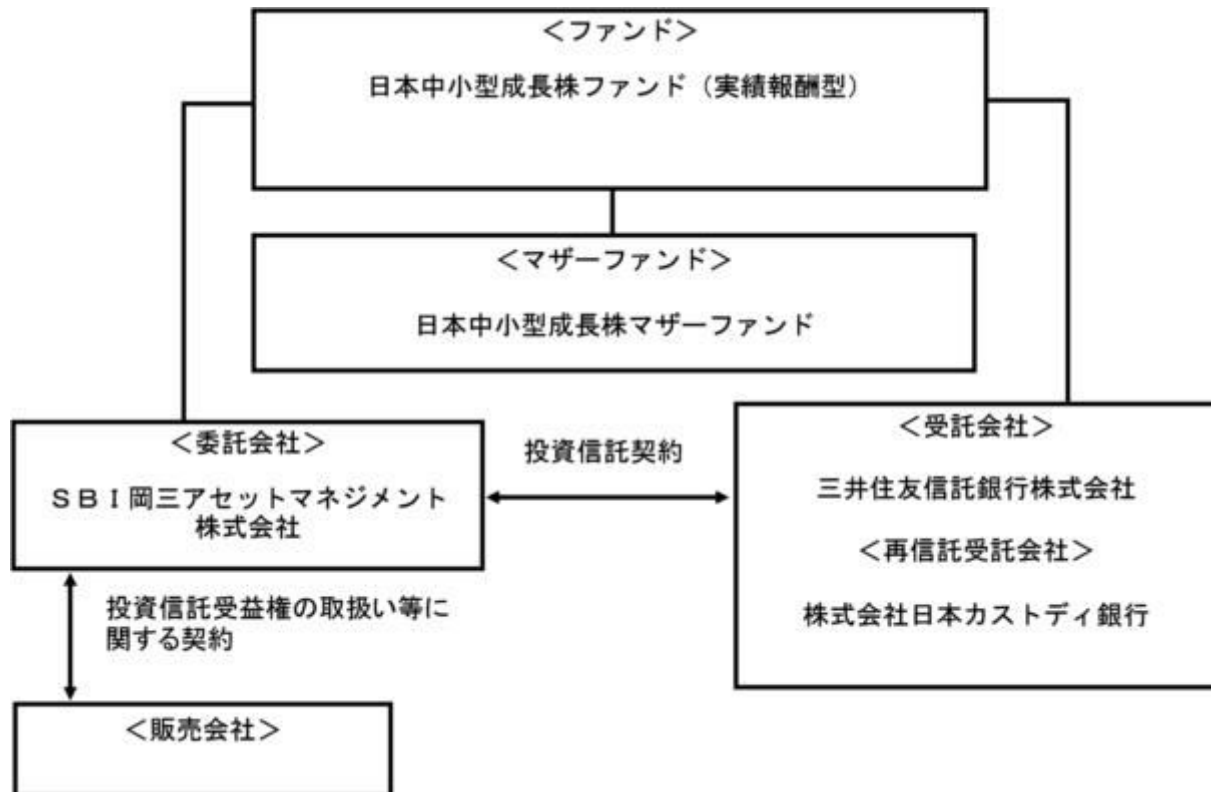 ＜ファンド＞
日本中小型成長株ファンド（実績報酬型）
＜マザーファンド＞
日本中小型成長株マザーファンド
＜委託会社＞
ＳＢＩ岡三アセットマネジメント
株式会社
投資信託契約
＜受託会社＞
三井住友信託銀行株式会社
＜再信託受託会社＞
株式会社日本カストディ銀行
投資信託受益権の取扱い等に
関する契約
＜販売会社＞